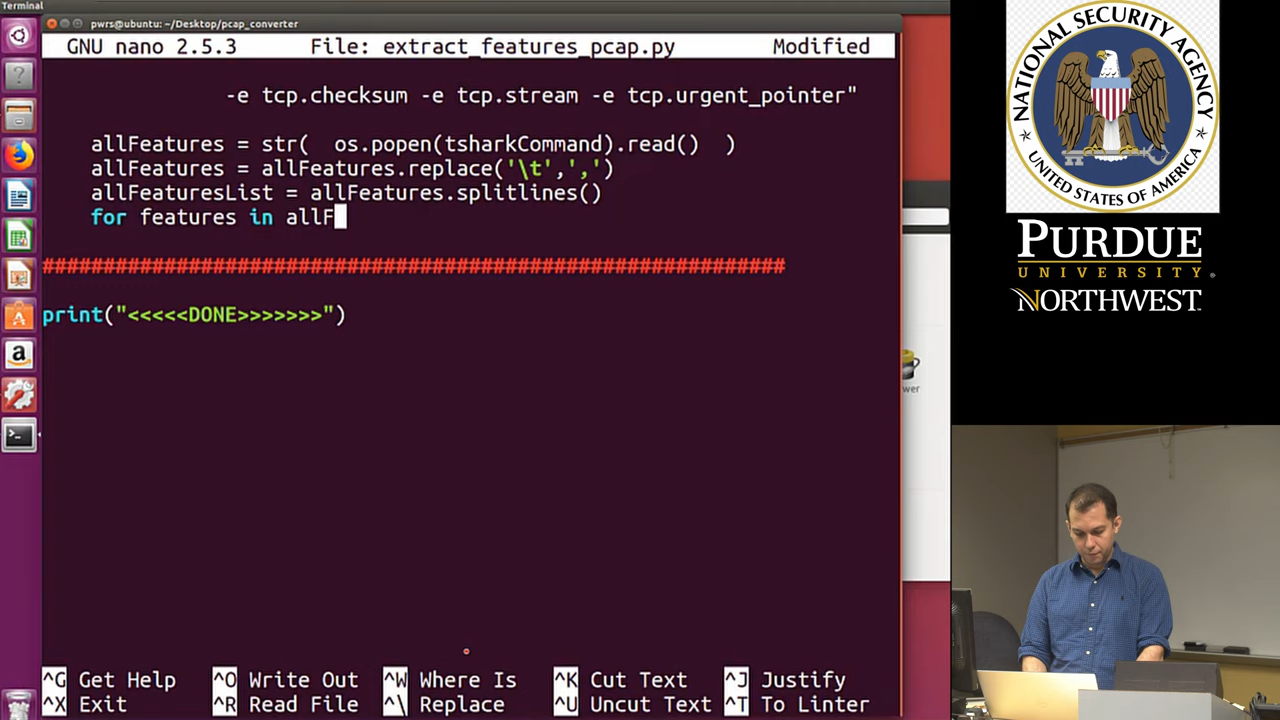 Terminal
pwrs@ubuntu: ~/Desktop/pcap_converter
GNU nano 2.5.3 File: extract_features_pcap.py Modified
-e tcp.checksum -e tcp.stream -e tcp.urgent_pointer"
allFeatures = str(  os.popen(tsharkCommand).read()  )
allFeatures = allFeatures.replace('\t',',')
allFeaturesList = allFeatures.splitlines()
for features in allF
#############################################################
print("<<<<<DONE>>>>>>>")
^G Get Help ^O Write Out ^W Where Is ^K Cut Text ^J Justify
^X Exit ^R Read File ^\ Replace ^U Uncut Text ^T To Linter
NATIONAL SECURITY AGENCY
UNITED STATES OF AMERICA
PURDUE
UNIVERSITY
NORTHWEST